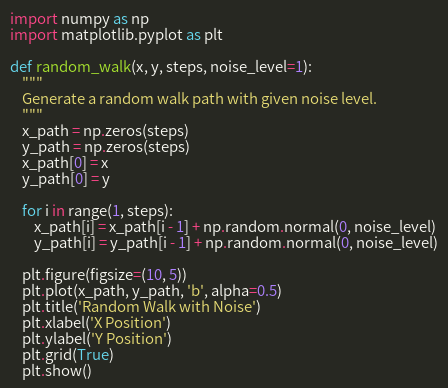 import numpy as np
import matplotlib.pyplot as plt

def random_walk(x, y, steps, noise_level=1):
    """
    Generate a random walk path with given noise level.
    """
    x_path = np.zeros(steps)
    y_path = np.zeros(steps)
    x_path[0] = x
    y_path[0] = y

    for i in range(1, steps):
        x_path[i] = x_path[i - 1] + np.random.normal(0, noise_level)
        y_path[i] = y_path[i - 1] + np.random.normal(0, noise_level)

    plt.figure(figsize=(10, 5))
    plt.plot(x_path, y_path, 'b', alpha=0.5)
    plt.title('Random Walk with Noise')
    plt.xlabel('X Position')
    plt.ylabel('Y Position')
    plt.grid(True)
    plt.show()